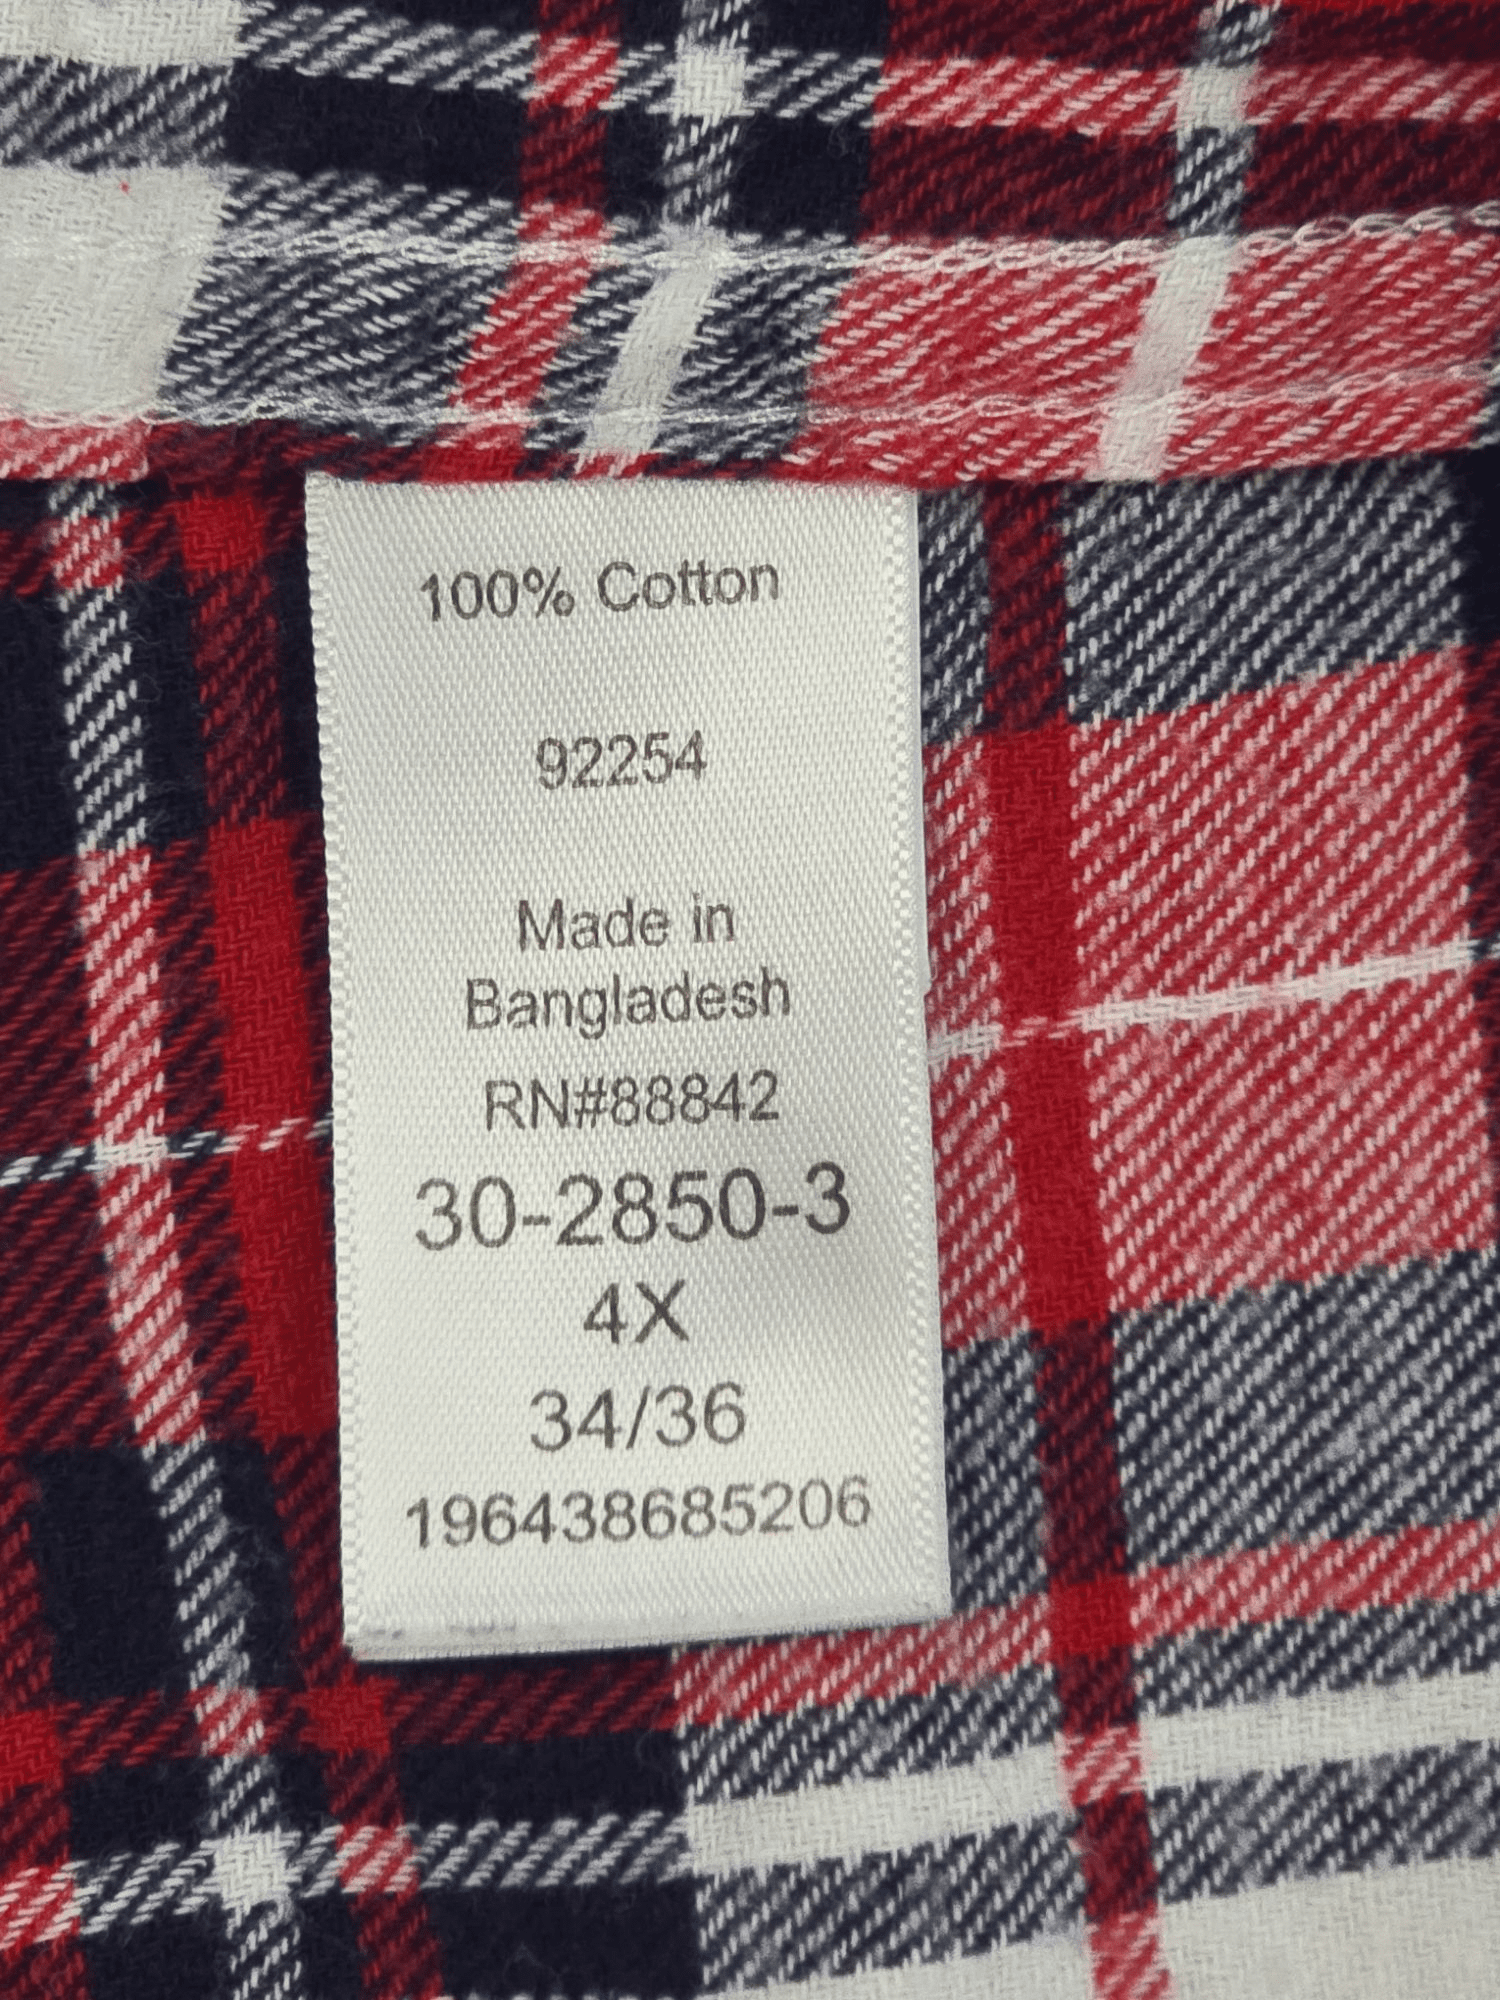 100% Cotton
92254
Made in
Bangladesh
RN#88842
30-2850-3
4X
34/36
196438685206